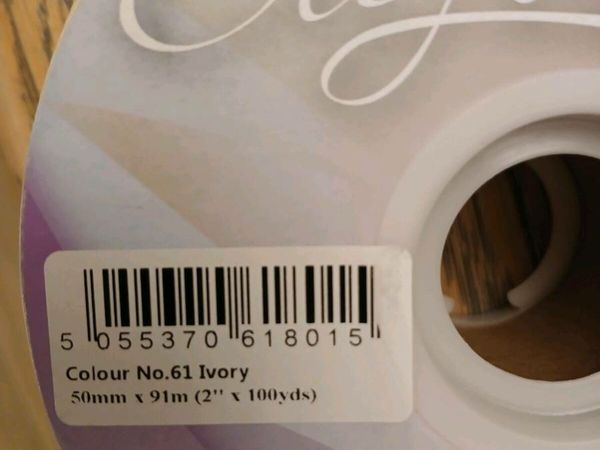 5 055370 618015
Colour No.61 Ivory
50mm x 91m (2" x 100yds)